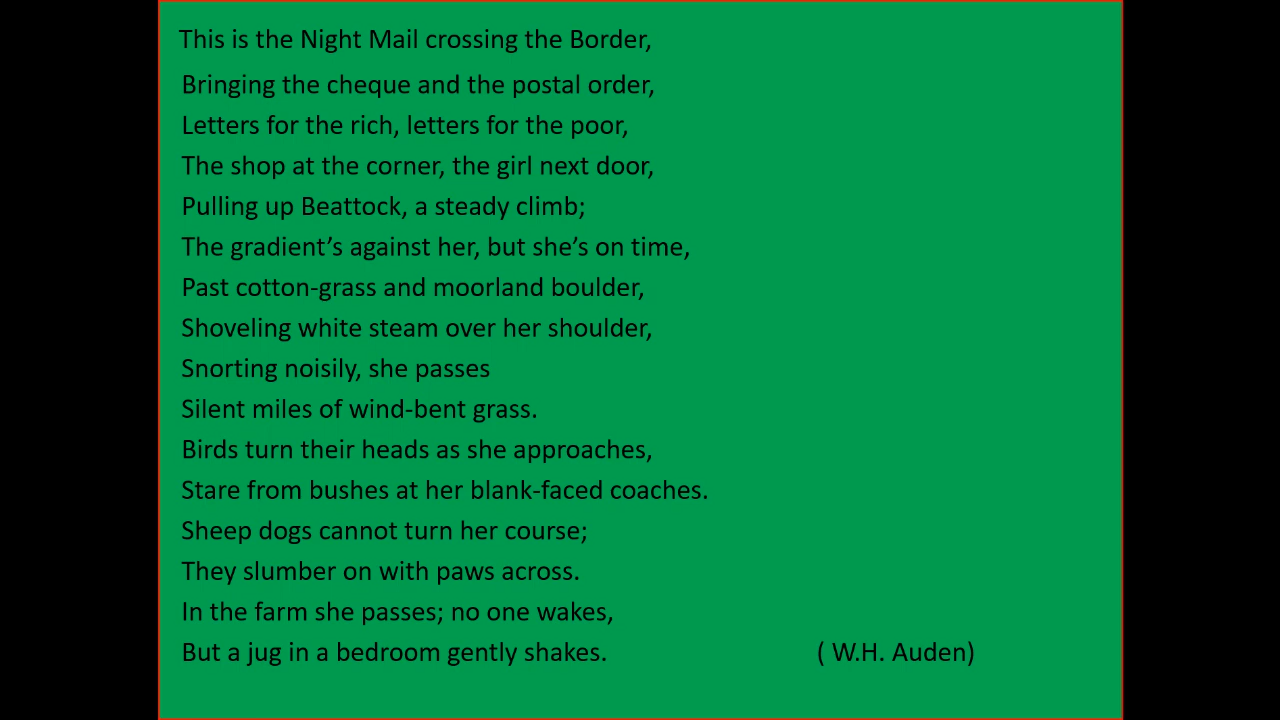 This is the Night Mail crossing the Border,
Bringing the cheque and the postal order,
Letters for the rich, letters for the poor,
The shop at the corner, the girl next door,
Pulling up Beattock, a steady climb;
The gradient’s against her, but she’s on time,
Past cotton-grass and moorland boulder,
Shoveling white steam over her shoulder,
Snorting noisily, she passes
Silent miles of wind-bent grass.
Birds turn their heads as she approaches,
Stare from bushes at her blank-faced coaches.
Sheep dogs cannot turn her course;
They slumber on with paws across.
In the farm she passes; no one wakes,
But a jug in a bedroom gently shakes. ( W.H. Auden)